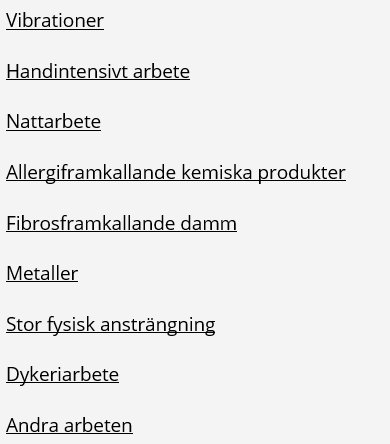 Vibrationer
Handintensivt arbete
Nattarbete
Allergiframkallande kemiska produkter
Fibrosframkallande damm
Metaller
Stor fysisk ansträngning
Dykeriarbete
Andra arbeten